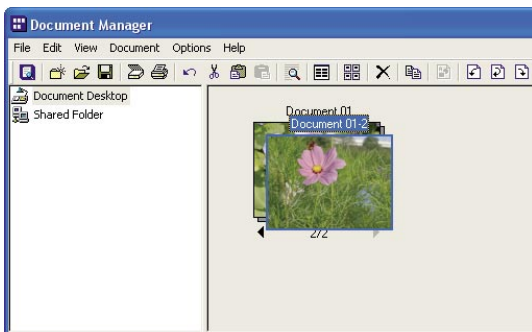 Document Manager
File Edit View Document Options Help
Document Desktop
Shared Folder
Document 01
Document 01-2
2/2